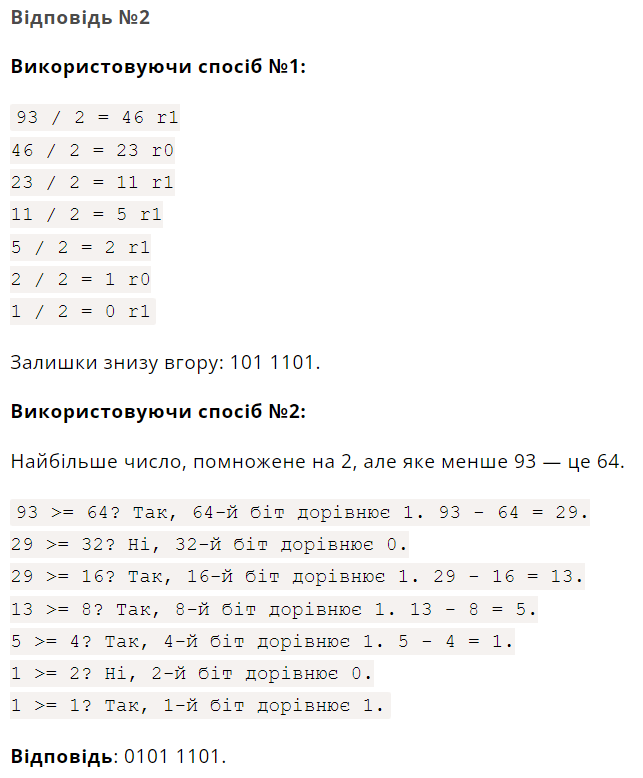 Відповідь №2
Використовуючи спосіб №1:
93 / 2 = 46 r1
46 / 2 = 23 r0
23 / 2 = 11 r1
11 / 2 = 5 r1
5 / 2 = 2 r1
2 / 2 = 1 r0
1 / 2 = 0 r1
Залишки знизу вгору: 101 1101.
Використовуючи спосіб №2:
Найбільше число, помножене на 2, але яке менше 93 — це 64.
93 >= 64? Так, 64-й біт дорівнює 1. 93 - 64 = 29.
29 >= 32? Ні, 32-й біт дорівнює 0.
29 >= 16? Так, 16-й біт дорівнює 1. 29 - 16 = 13.
13 >= 8? Так, 8-й біт дорівнює 1. 13 - 8 = 5.
5 >= 4? Так, 4-й біт дорівнює 1. 5 - 4 = 1.
1 >= 2? Ні, 2-й біт дорівнює 0.
1 >= 1? Так, 1-й біт дорівнює 1.
Відповідь: 0101 1101.